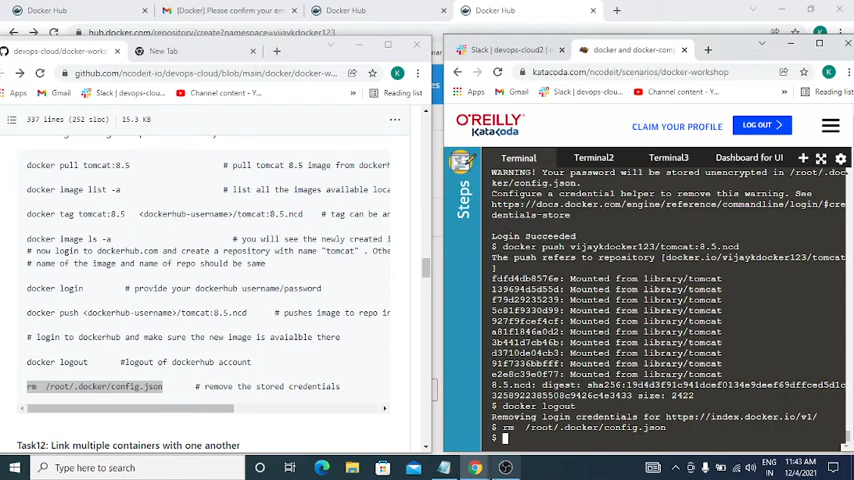 Docker Hub
[Docker] Please confirm your em
Docker Hub
Docker Hub
hub.docker.com/repository/create?namespace=vijaykdocker123
devops-cloud/docker-works
New Tab
github.com/ncodeit-io/devops-cloud/blob/main/docker/docker-w...
K
Apps
Gmail
Slack | devops-clou...
Channel content - Y...
»
Reading list
337 lines (252 sloc)
15.3 KB
docker pull tomcat:8.5 # pull tomcat 8.5 image from dockerh
docker image list -a # list all the images available loca
docker tag tomcat:8.5 <dockerhub-username>/tomcat:8.5.ncd # tag can be an
docker image ls -a # you will see the newly created i
# now login to dockerhub.com and create a repository with name "tomcat" . Othe
# name of the image and name of repo should be same
docker login # provide your dockerhub username/password
docker push <dockerhub-username>/tomcat:8.5.ncd # pushes image to repo in
# login to dockerhub and make sure the new image is avaialble there
docker logout #logout of dockerhub account
rm /root/.docker/config.json # remove the stored credentials
Task12: Link multiple containers with one another
Slack | devops-cloud2 |
docker and docker-com
katacoda.com/ncodeit/scenarios/docker-workshop
K
Apps
Gmail
Slack | devops-clou...
Channel content - Y...
»
Reading list
O'REILLY
KATACODA
CLAIM YOUR PROFILE
LOG OUT
Steps
Terminal
Terminal2
Terminal3
Dashboard for UI
WARNING! Your password will be stored unencrypted in /root/.doc
ker/config.json.
Configure a credential helper to remove this warning. See
https://docs.docker.com/engine/reference/commandline/login/#cre
dentials-store
Login Succeeded
$ docker push vijaykdocker123/tomcat:8.5.ncd
The push refers to repository [docker.io/vijaykdocker123/tomcat
]
fdfd4db8576e: Mounted from library/tomcat
139694d5d55d: Mounted from library/tomcat
f79d29235239: Mounted from library/tomcat
5c81f9330d99: Mounted from library/tomcat
927f9fcef4cf: Mounted from library/tomcat
a81f1846a0d2: Mounted from library/tomcat
3b441d7cb46b: Mounted from library/tomcat
d3710de04cb3: Mounted from library/tomcat
91f7336bbfff: Mounted from library/tomcat
e2e8c39e0f77: Mounted from library/tomcat
8.5.ncd: digest: sha256:19d4d3f91c941dcef0134e9deef69dffced5d1c
3258922385508c9426c4e3433 size: 2422
$ docker logout
Removing login credentials for https://index.docker.io/v1/
$ rm /root/.docker/config.json
$
Type here to search
ENG
IN
11:43 AM
12/4/2021